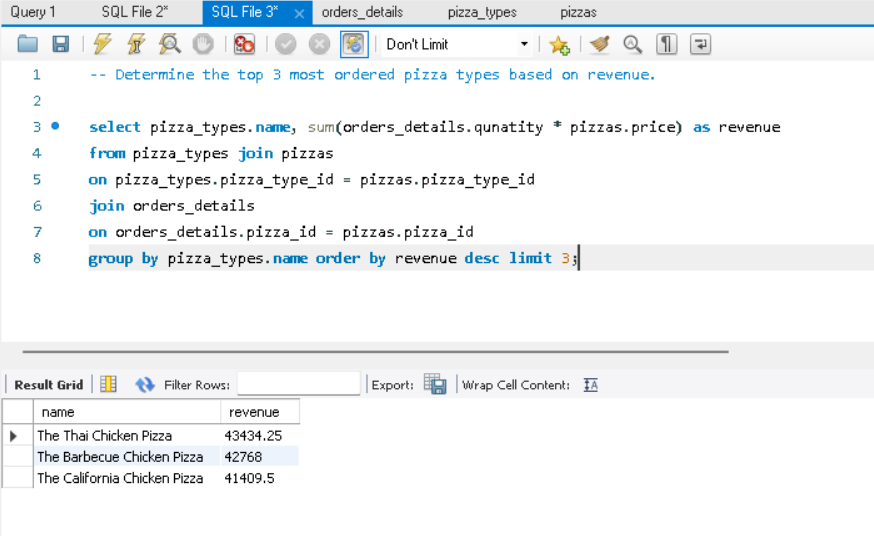 Query 1 SQL File 2* SQL File 3* orders_details pizza_types pizzas
Don't Limit
1 -- Determine the top 3 most ordered pizza types based on revenue.
2
3 select pizza_types.name, sum(orders_details.qunatity * pizzas.price) as revenue
4 from pizza_types join pizzas
5 on pizza_types.pizza_type_id = pizzas.pizza_type_id
6 join orders_details
7 on orders_details.pizza_id = pizzas.pizza_id
8 group by pizza_types.name order by revenue desc limit 3;
Result Grid Filter Rows: Export: Wrap Cell Content: IA
name revenue
The Thai Chicken Pizza 43434.25
The Barbecue Chicken Pizza 42768
The California Chicken Pizza 41409.5